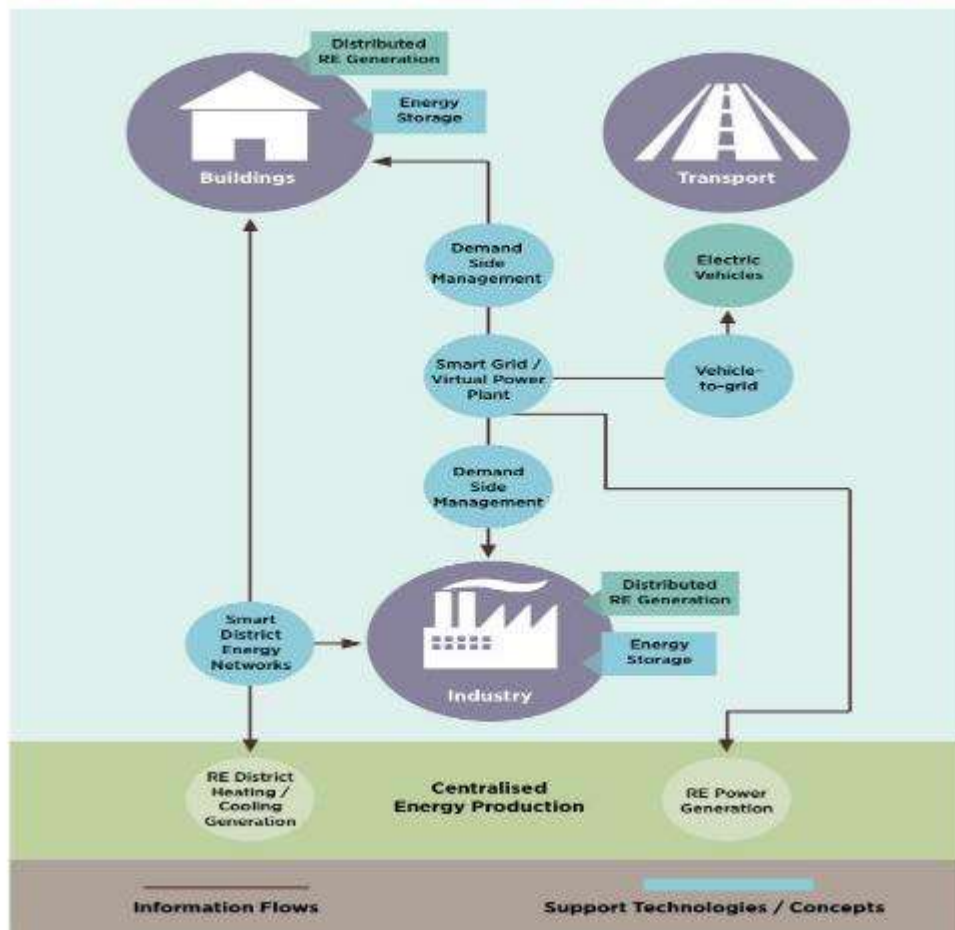 Distributed
RE Generation
Energy
Storage
Buildings
Transport
Demand
Side
Management
Electric
Vehicles
Smart Grid /
Virtual Power
Plant
Vehicle-
to-grid
Demand
Side
Management
Distributed
RE Generation
Smart
District
Energy
Networks
Energy
Storage
Industry
RE District
Heating /
Cooling
Generation
Centralised
Energy Production
RE Power
Generation
Information Flows
Support Technologies / Concepts